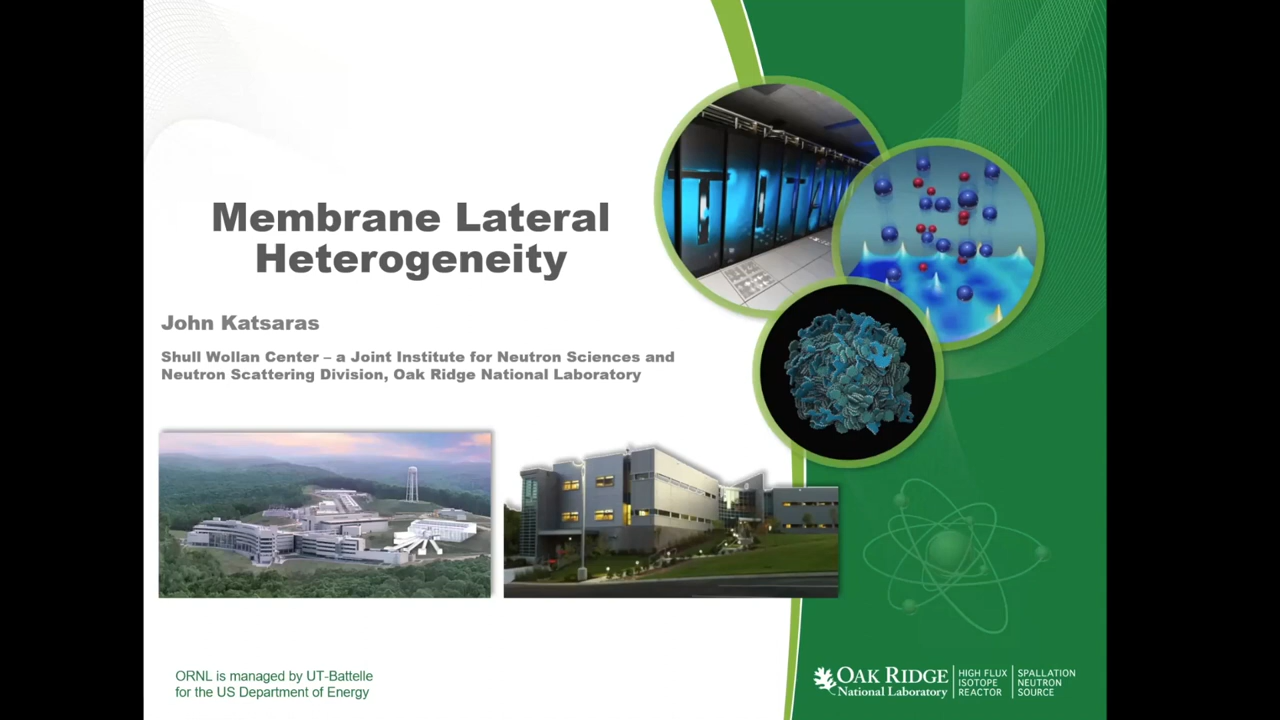 Membrane Lateral
Heterogeneity
John Katsaras
Shull Wollan Center – a Joint Institute for Neutron Sciences and
Neutron Scattering Division, Oak Ridge National Laboratory
TITAN
ORNL is managed by UT-Battelle
for the US Department of Energy
OAK RIDGE
National Laboratory
HIGH FLUX
ISOTOPE
REACTOR
SPALLATION
NEUTRON
SOURCE